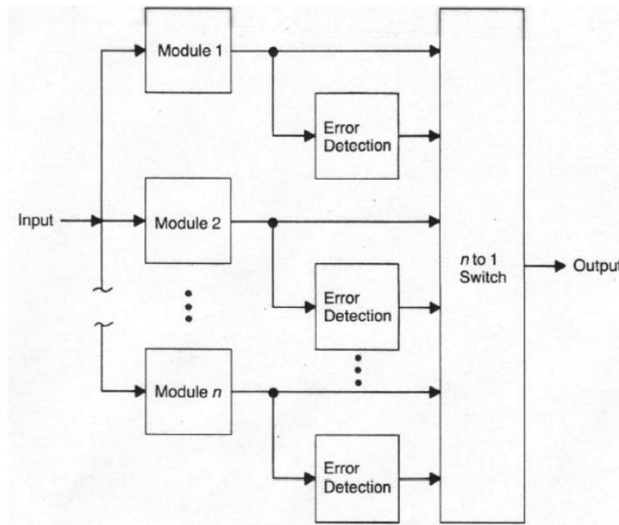 Module 1
Error
Detection
Input
Module 2
n to 1
Switch
Output
Error
Detection
Module n
Error
Detection